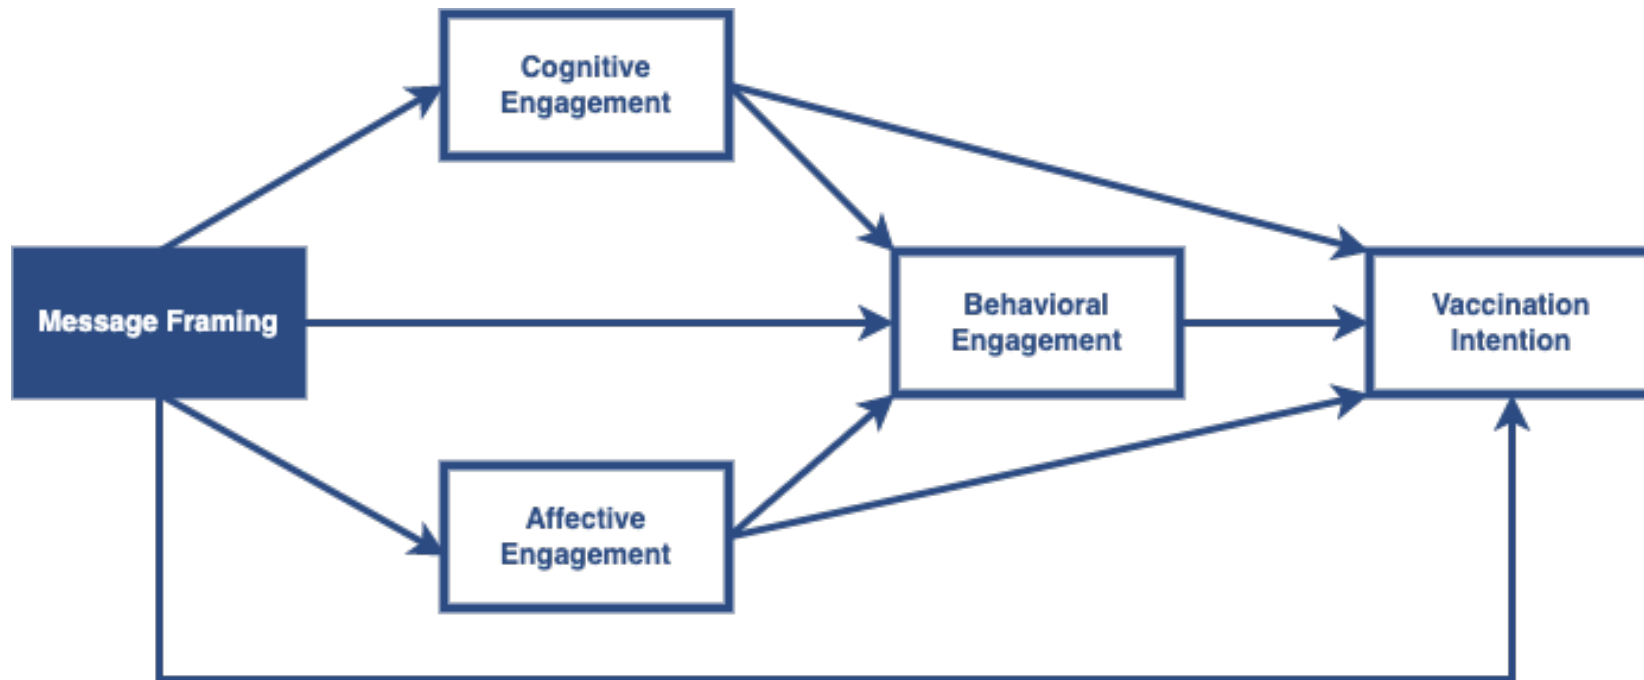 Cognitive
Engagement
Message Framing
Behavioral
Engagement
Vaccination
Intention
Affective
Engagement